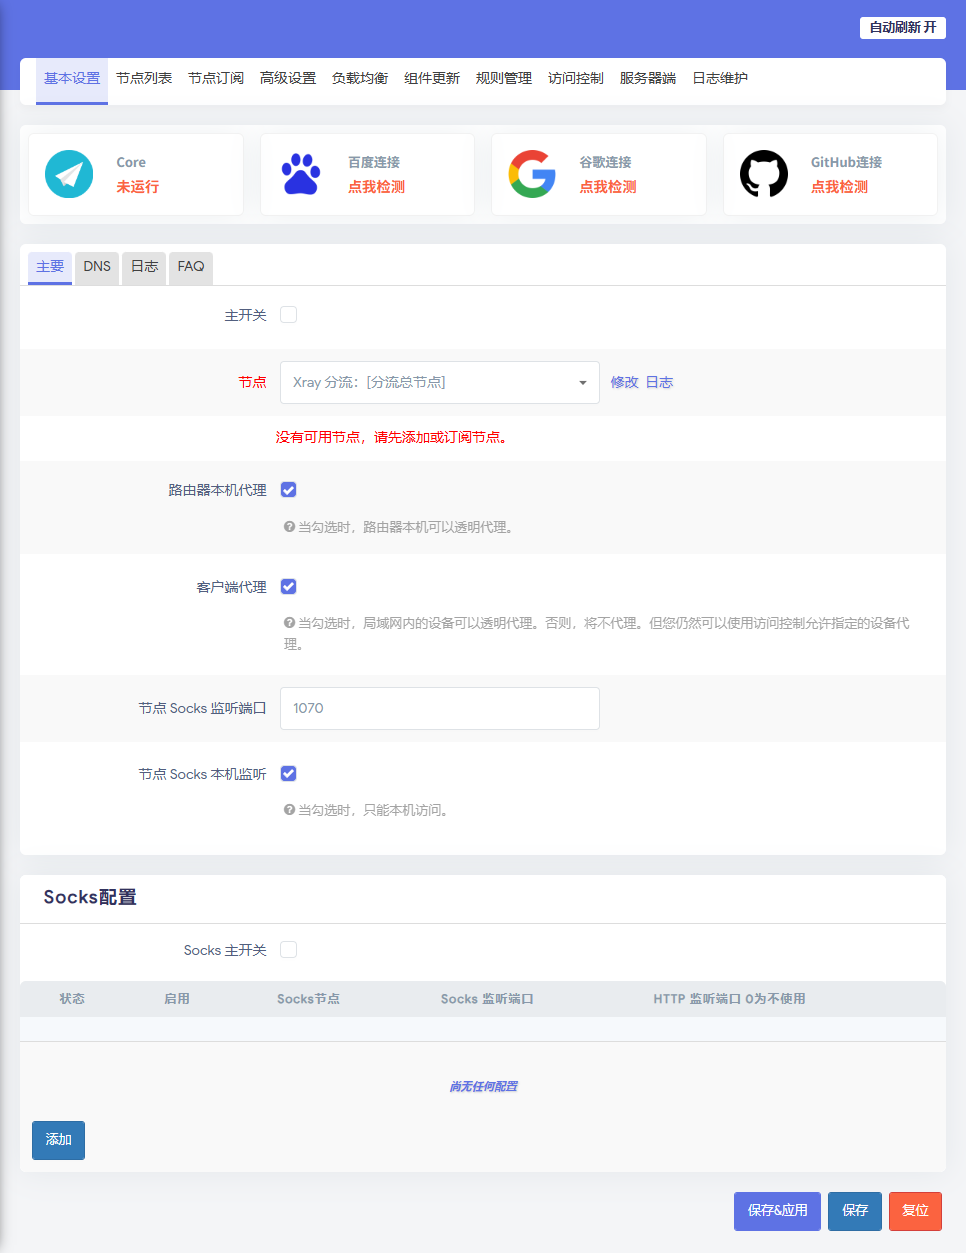 自动刷新 开
基本设置 节点列表 节点订阅 高级设置 负载均衡 组件更新 规则管理 访问控制 服务器端 日志维护
Core
未运行
百度连接
点我检测
谷歌连接
点我检测
GitHub连接
点我检测
主要 DNS 日志 FAQ
主开关
节点 Xray 分流：[分流总节点] 修改 日志
没有可用节点，请先添加或订阅节点。
路由器本机代理
当勾选时，路由器本机可以透明代理。
客户端代理
当勾选时，局域网内的设备可以透明代理。否则，将不代理。但您仍然可以使用访问控制允许指定的设备代
理。
节点 Socks 监听端口 1070
节点 Socks 本机监听
当勾选时，只能本机访问。
Socks配置
Socks 主开关
状态 启用 Socks节点 Socks 监听端口 HTTP 监听端口 0为不使用
尚无任何配置
添加
保存&应用 保存 复位